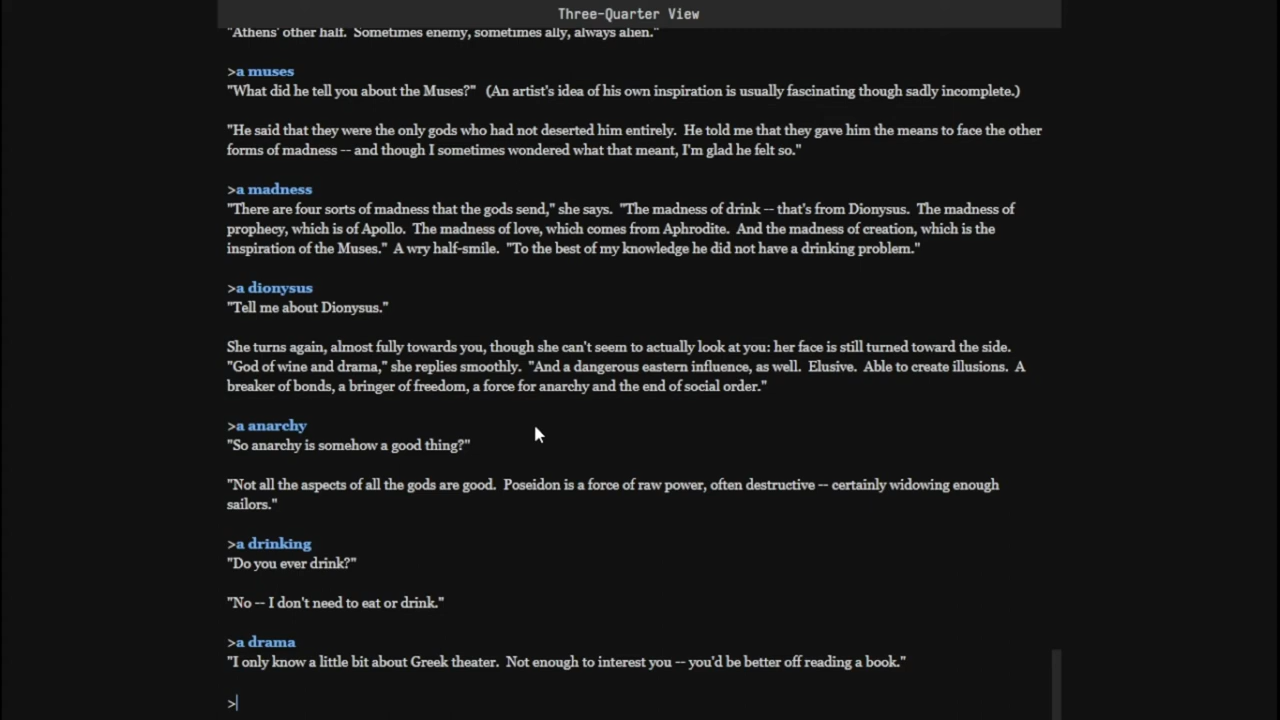 Three-Quarter View
"Athens' other half.  Sometimes enemy, sometimes ally, always alien."
>a muses
"What did he tell you about the Muses?"  (An artist's idea of his own inspiration is usually fascinating though sadly incomplete.)
"He said that they were the only gods who had not deserted him entirely.  He told me that they gave him the means to face the other
forms of madness -- and though I sometimes wondered what that meant, I'm glad he felt so."
>a madness
"There are four sorts of madness that the gods send," she says.  "The madness of drink -- that's from Dionysus.  The madness of
prophecy, which is of Apollo.  The madness of love, which comes from Aphrodite.  And the madness of creation, which is the
inspiration of the Muses."  A wry half-smile.  "To the best of my knowledge he did not have a drinking problem."
>a dionysus
"Tell me about Dionysus."
She turns again, almost fully towards you, though she can't seem to actually look at you: her face is still turned toward the side.
"God of wine and drama," she replies smoothly.  "And a dangerous eastern influence, as well.  Elusive.  Able to create illusions.  A
breaker of bonds, a bringer of freedom, a force for anarchy and the end of social order."
>a anarchy
"So anarchy is somehow a good thing?"
"Not all the aspects of all the gods are good.  Poseidon is a force of raw power, often destructive -- certainly widowing enough
sailors."
>a drinking
"Do you ever drink?"
"No -- I don't need to eat or drink."
>a drama
"I only know a little bit about Greek theater.  Not enough to interest you -- you'd be better off reading a book."
>